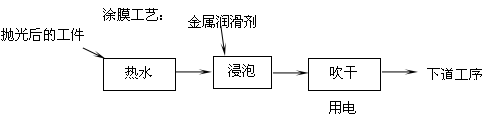 涂膜工艺：
金属润滑剂
抛光后的工件
热水
浸泡
吹干
下道工序
用电